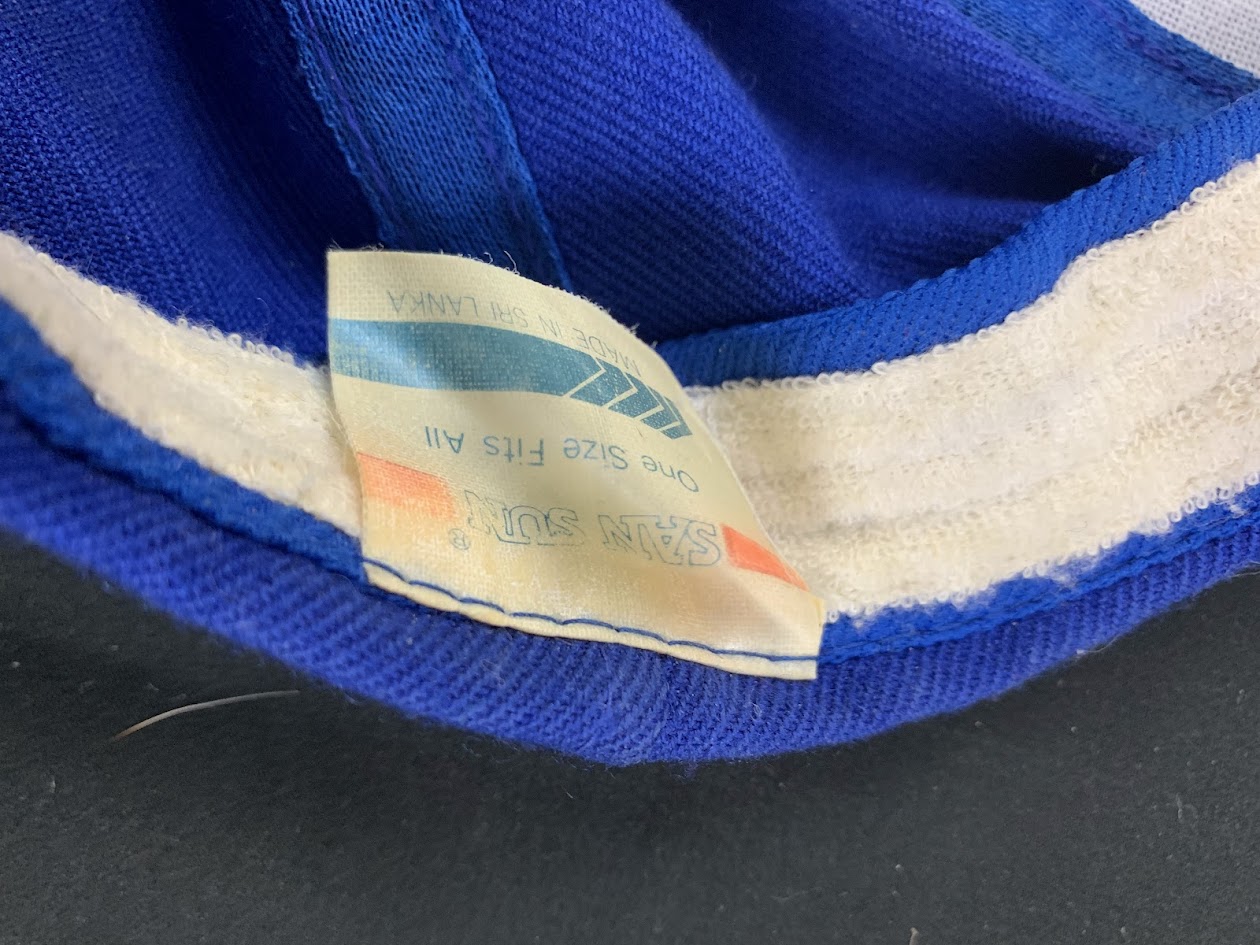 SAN SUN®
One Size Fits All
MADE IN SRI LANKA